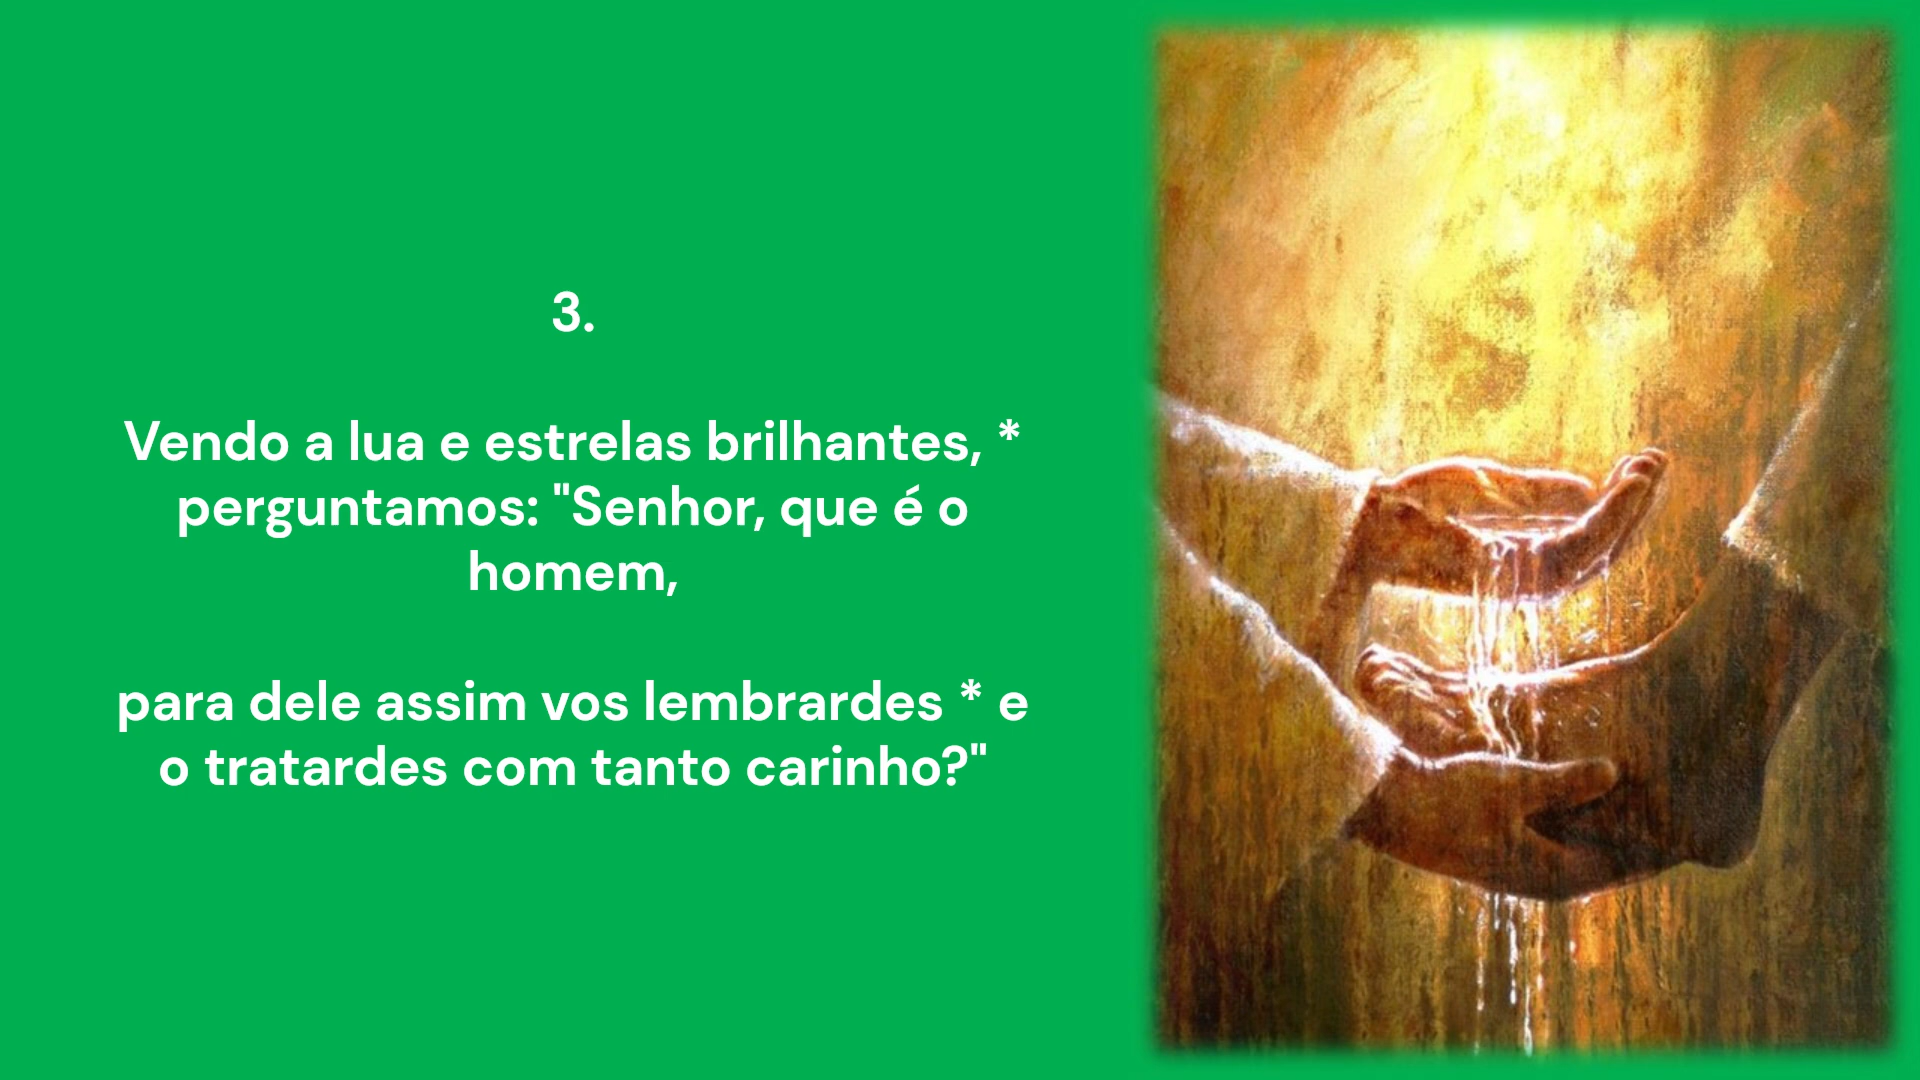 3.
Vendo a lua e estrelas brilhantes, *
perguntamos: "Senhor, que é o
homem,
para dele assim vos lembrardes * e
o tratardes com tanto carinho?"